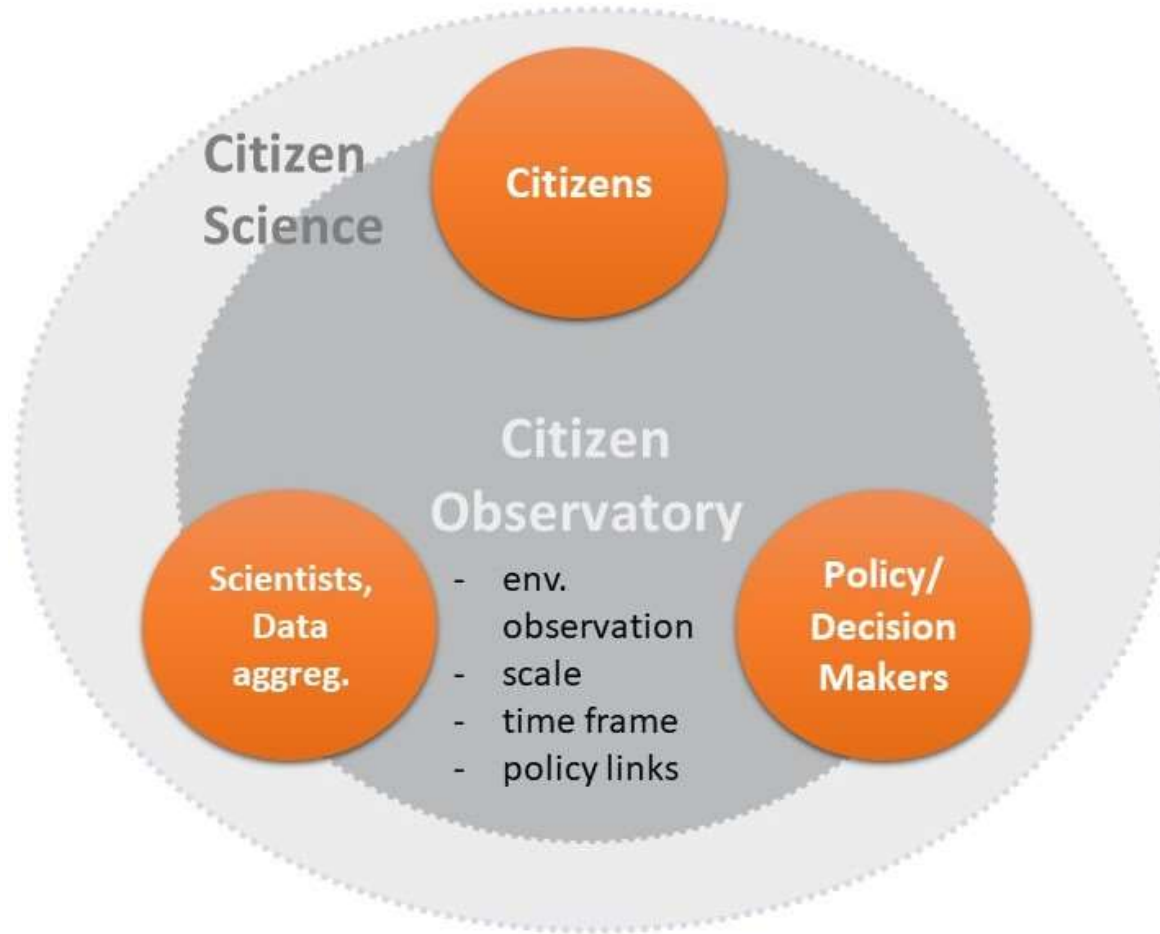 Citizen
Science
Citizens
Citizen
Observatory
Scientists,
Data
aggreg.
- env.
observation
- scale
- time frame
- policy links
Policy/
Decision
Makers